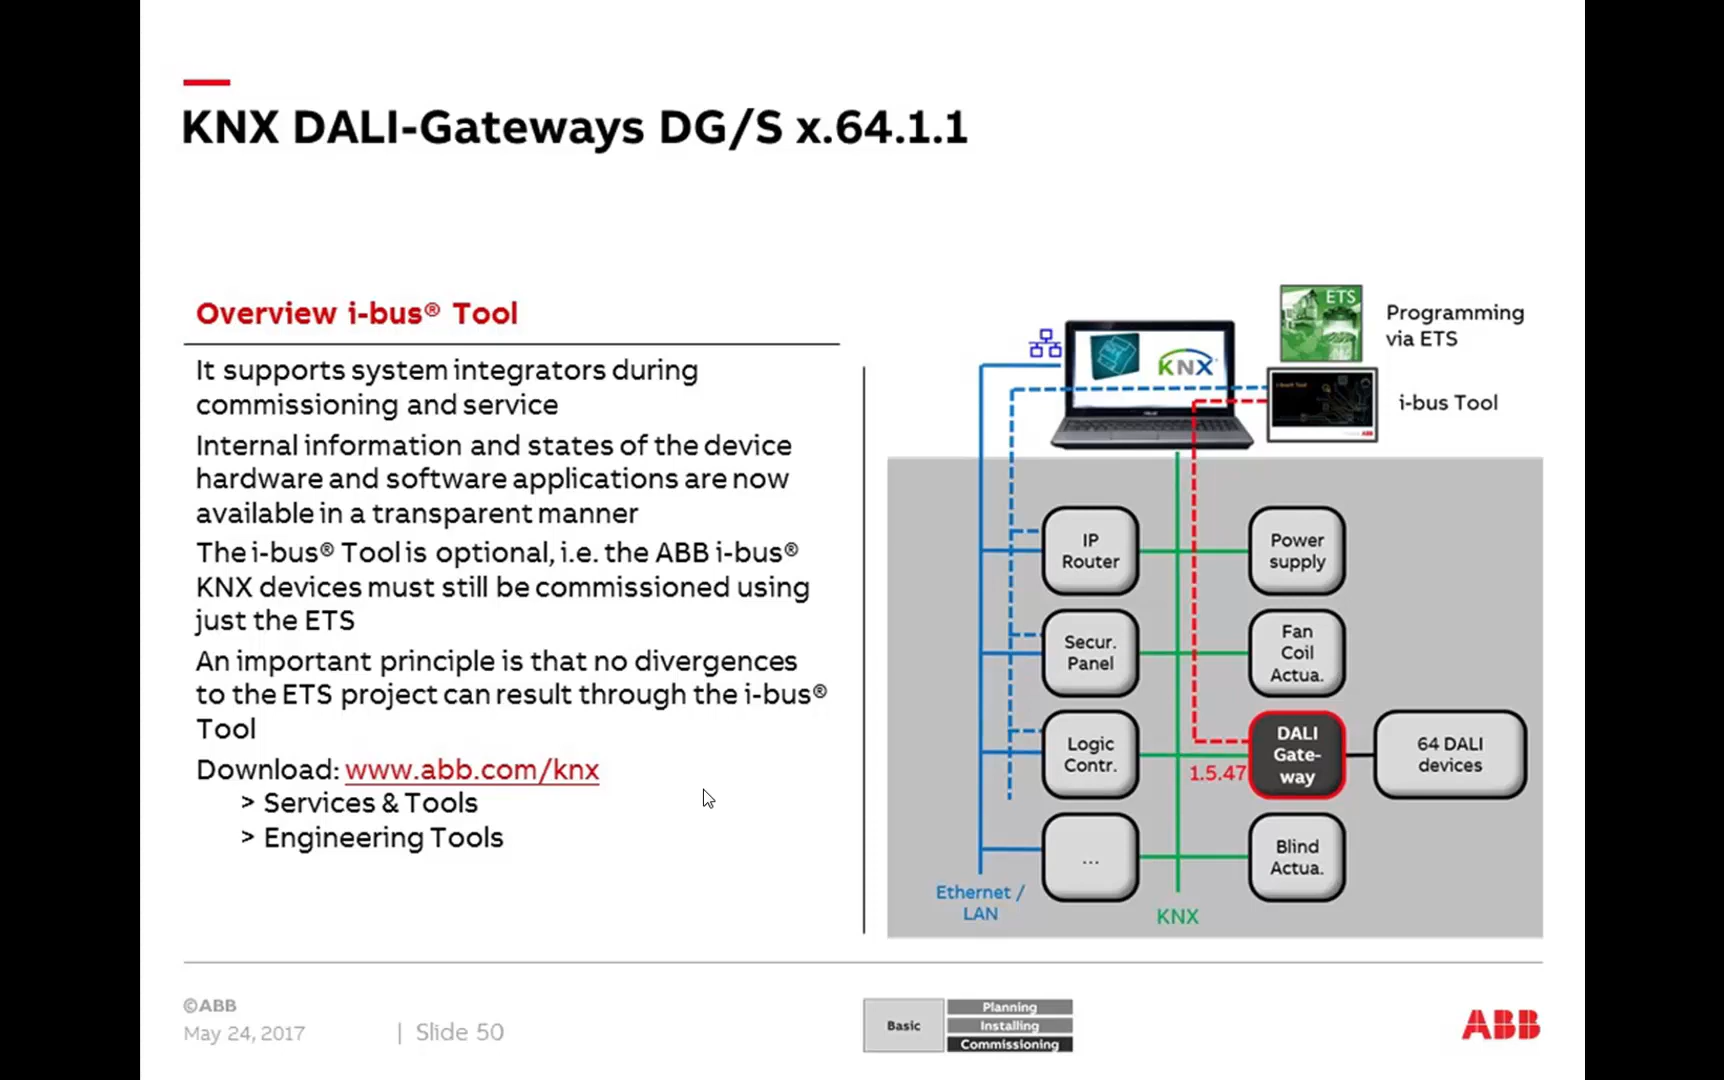 KNX DALI-Gateways DG/S x.64.1.1
Overview i-bus® Tool
It supports system integrators during
commissioning and service
Internal information and states of the device
hardware and software applications are now
available in a transparent manner
The i-bus® Tool is optional, i.e. the ABB i-bus®
KNX devices must still be commissioned using
just the ETS
An important principle is that no divergences
to the ETS project can result through the i-bus®
Tool
Download: www.abb.com/knx
> Services & Tools
> Engineering Tools
ETS
Programming
via ETS
KNX
i-bus Tool
IP
Router
Power
supply
Secur.
Panel
Fan
Coil
Actua.
Logic
Contr.
1.5.47
DALI
Gate-
way
64 DALI
devices
...
Blind
Actua.
Ethernet /
LAN
KNX
©ABB
May 24, 2017
| Slide 50
Basic
Planning
Installing
Commissioning
ABB